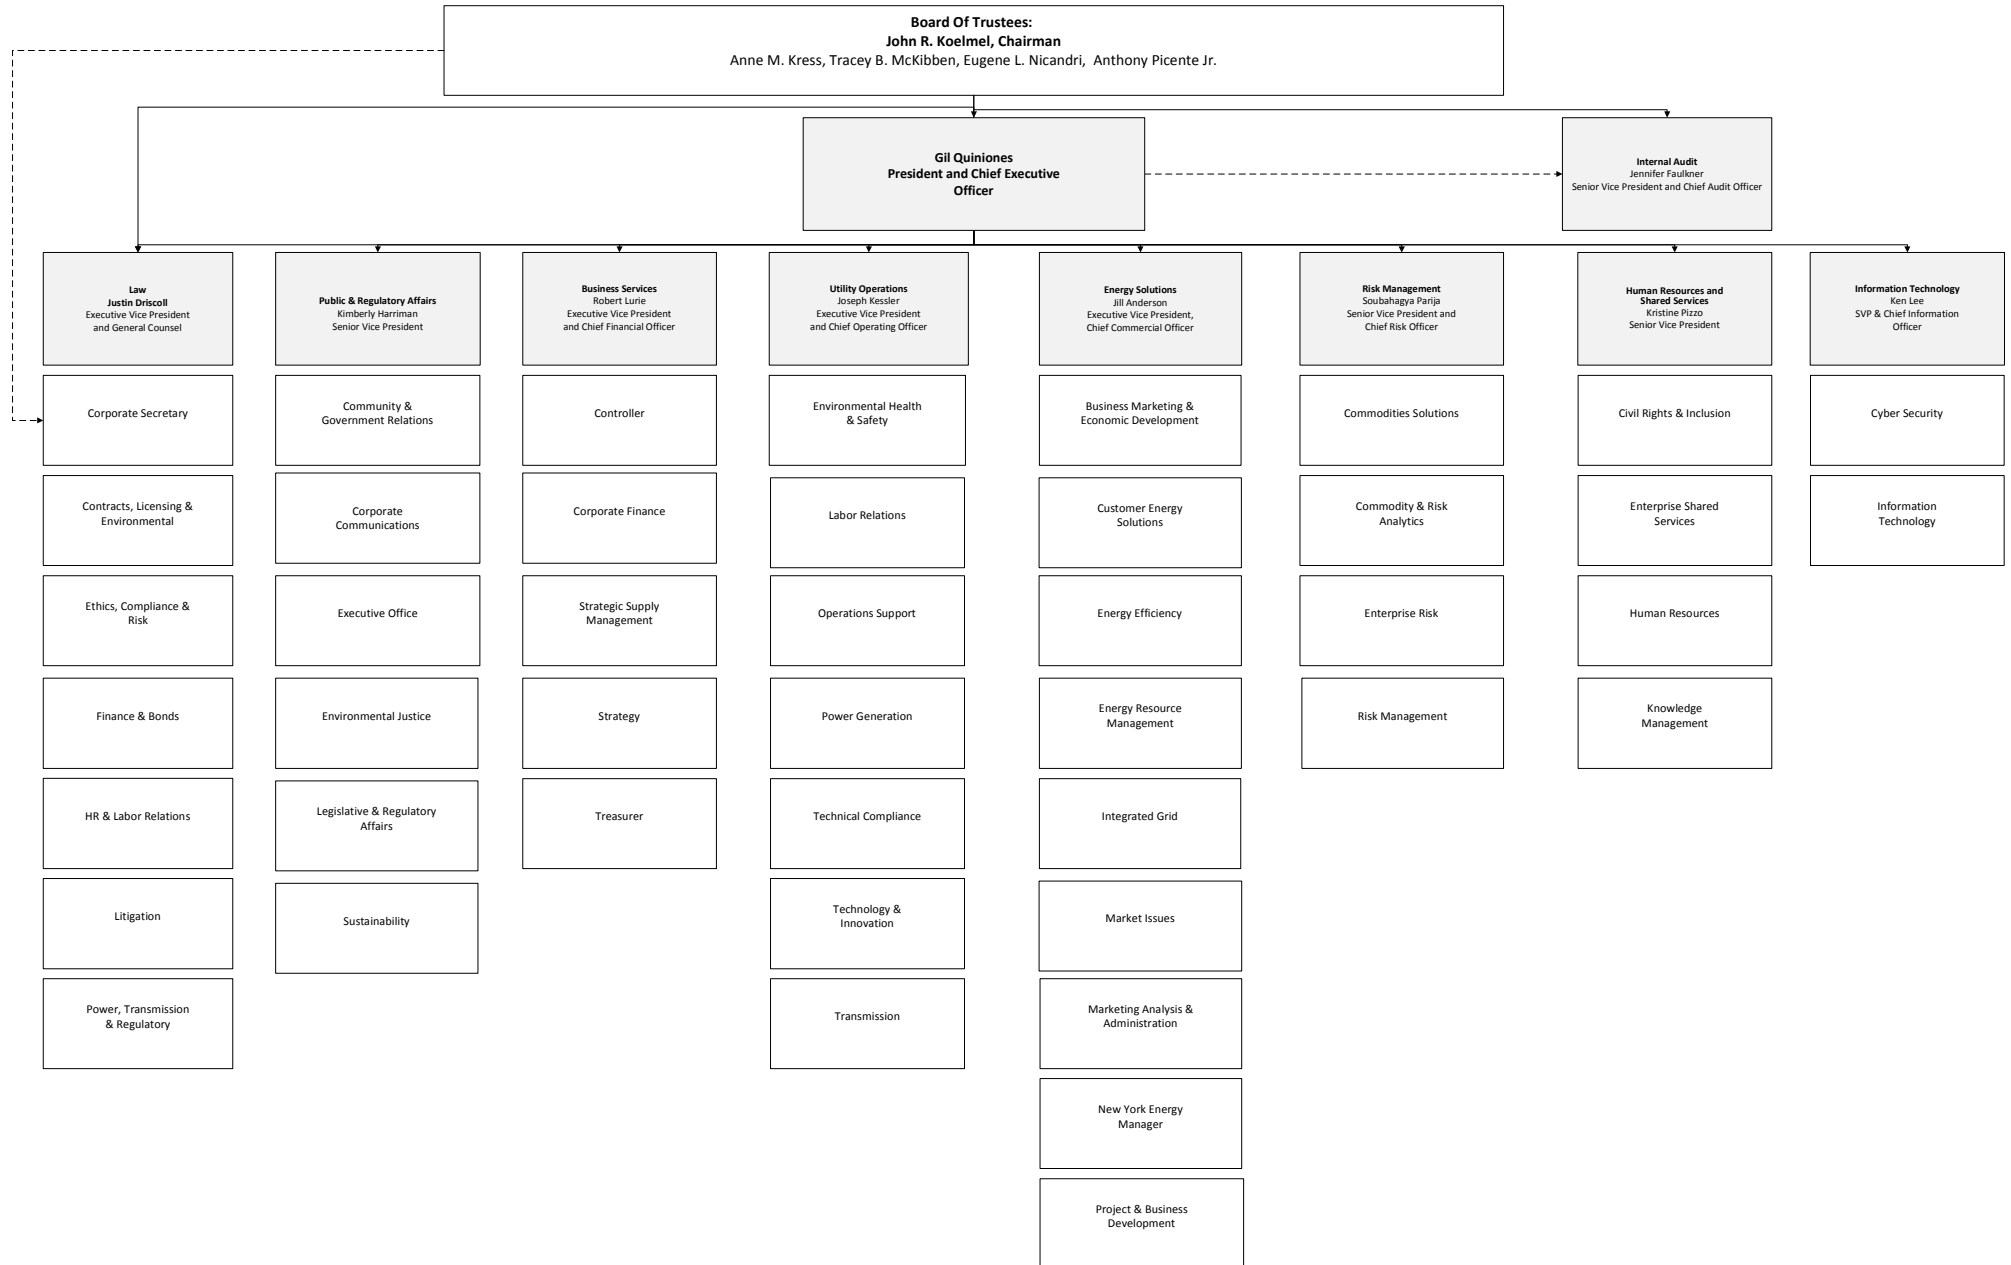 Board Of Trustees:
John R. Koelmel, Chairman
Anne M. Kress, Tracey B. McKibben, Eugene L. Nicandri, Anthony Picente Jr.
Gil Quiniones
President and Chief Executive
Officer
Internal Audit
Jennifer Faulkner
Senior Vice President and Chief Audit Officer
Law
Justin Driscoll
Executive Vice President
and General Counsel
Public & Regulatory Affairs
Kimberly Harriman
Senior Vice President
Business Services
Robert Lurie
Executive Vice President
and Chief Financial Officer
Utility Operations
Joseph Kessler
Executive Vice President
and Chief Operating Officer
Energy Solutions
Jill Anderson
Executive Vice President,
Chief Commercial Officer
Risk Management
Soubahagya Parija
Senior Vice President and
Chief Risk Officer
Human Resources and
Shared Services
Kristine Pizzo
Senior Vice President
Information Technology
Ken Lee
SVP & Chief Information
Officer
Corporate Secretary
Contracts, Licensing &
Environmental
Ethics, Compliance &
Risk
Finance & Bonds
HR & Labor Relations
Litigation
Power, Transmission
& Regulatory
Community &
Government Relations
Corporate
Communications
Executive Office
Environmental Justice
Legislative & Regulatory
Affairs
Sustainability
Controller
Corporate Finance
Strategic Supply
Management
Strategy
Treasurer
Environmental Health
& Safety
Labor Relations
Operations Support
Power Generation
Technical Compliance
Technology &
Innovation
Transmission
Business Marketing &
Economic Development
Customer Energy
Solutions
Energy Efficiency
Energy Resource
Management
Integrated Grid
Market Issues
Marketing Analysis &
Administration
New York Energy
Manager
Project & Business
Development
Commodities Solutions
Commodity & Risk
Analytics
Enterprise Risk
Risk Management
Civil Rights & Inclusion
Enterprise Shared
Services
Human Resources
Knowledge
Management
Cyber Security
Information
Technology